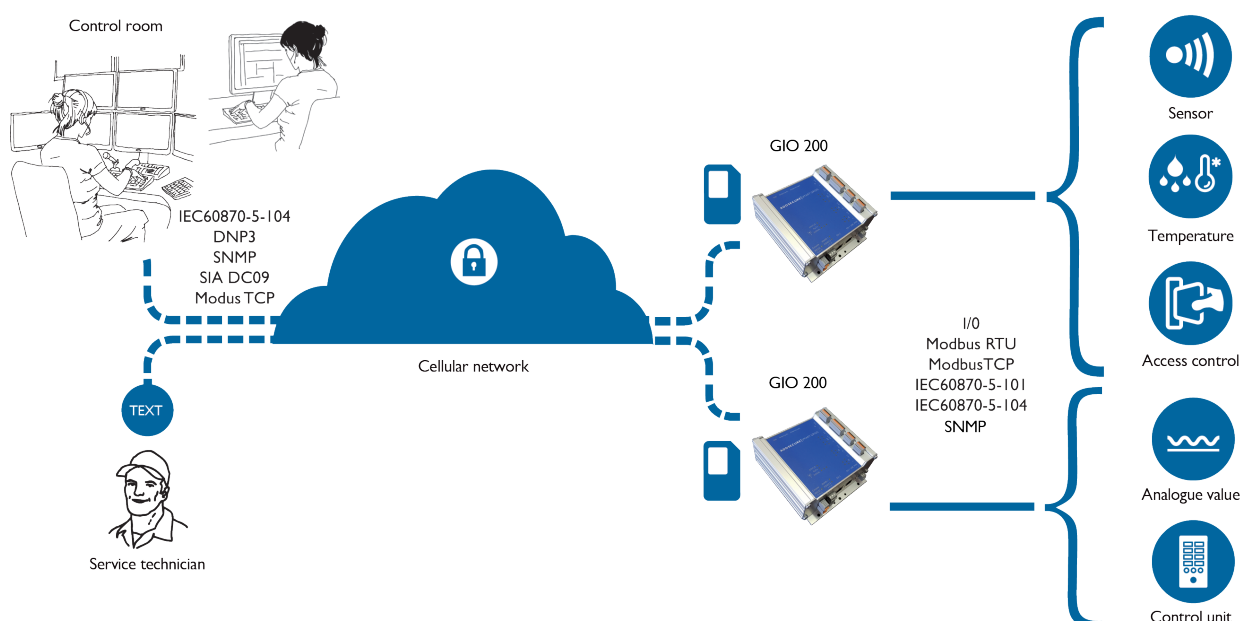 Control room
IEC60870-5-104
DNP3
SNMP
SIA DC09
Modus TCP
TEXT
Service technician
Cellular network
GIO 200
GIO 200
I/0
Modbus RTU
ModbusTCP
IEC60870-5-101
IEC60870-5-104
SNMP
Sensor
Temperature
Access control
Analogue value
Control unit